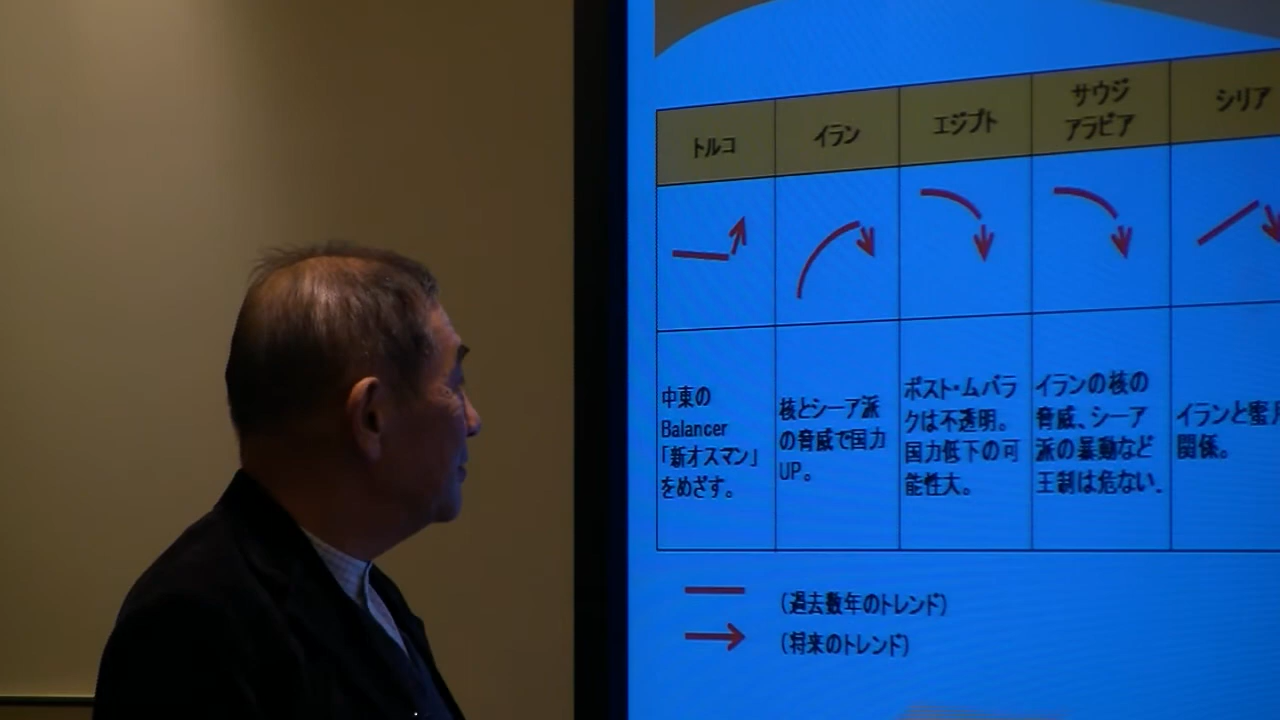 トルコ
イラン
エジプト
サウジ
アラビア
シリア
中東の
Balancer
「新オスマン」
をめざす。
核とシーア派
の脅威で国力
UP。
ポスト・ムバラ
クは不透明。
国力低下の可
能性大。
イランの核の
脅威、シーア
派の暴動など
王制は危ない.
イランと蜜月
関係。
(過去数年のトレンド)
(将来のトレンド)